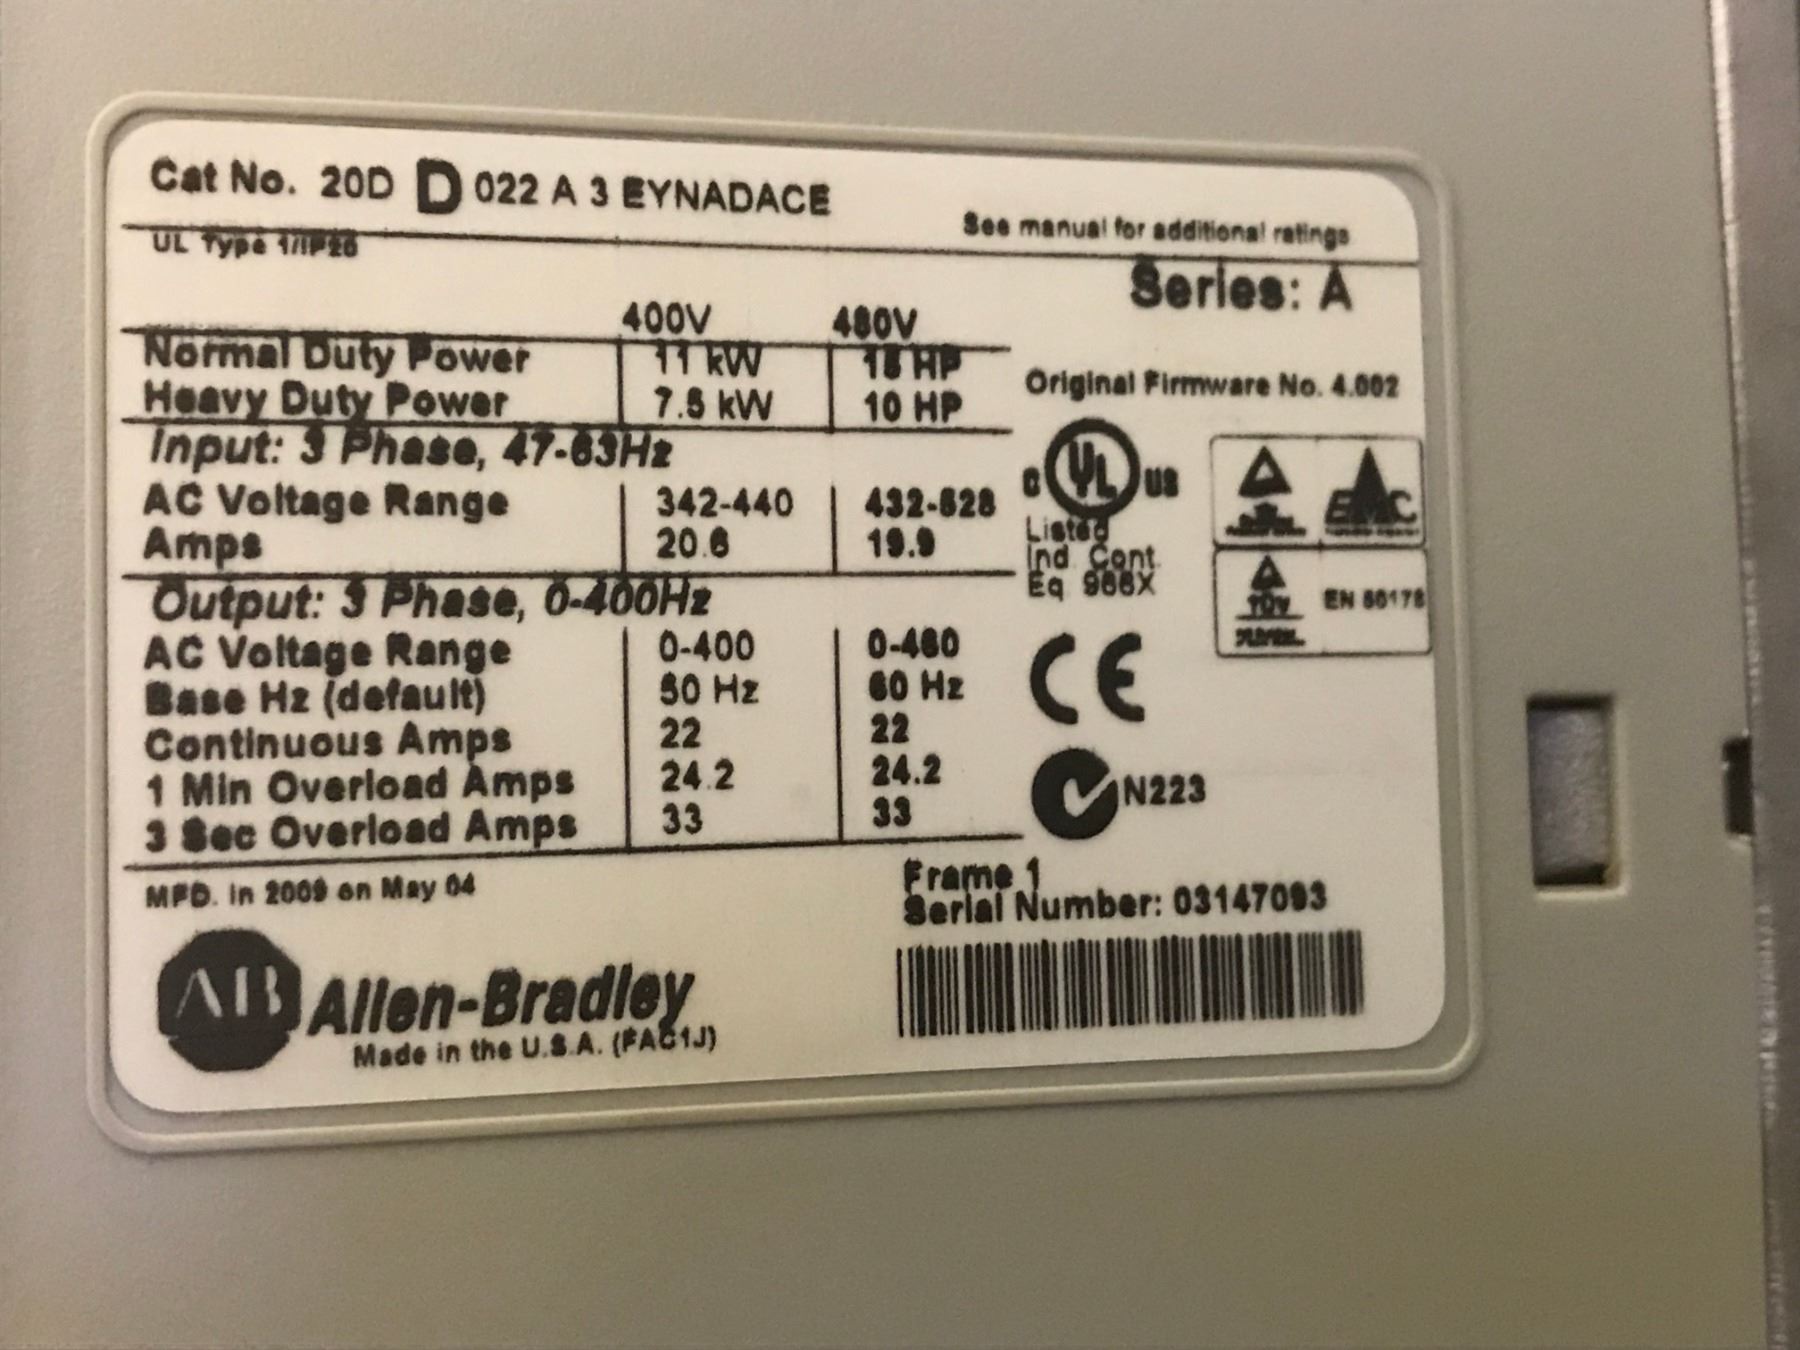 Cat No. 20D D 022 A 3 EYNADACE
See manual for additional ratings
UL Type 1/IP20
Series: A
400V 480V
Normal Duty Power 11 kW 15 HP
Heavy Duty Power 7.5 kW 10 HP
Original Firmware No. 4.002
Input: 3 Phase, 47-63Hz
AC Voltage Range 342-440 432-528
Amps 20.6 19.9
C UL US
Listed
Ind Cont
Eq 966X
EMC
TÜV
EN 50178
Output: 3 Phase, 0-400Hz
AC Voltage Range 0-400 0-460
Base Hz (default) 50 Hz 60 Hz
Continuous Amps 22 22
1 Min Overload Amps 24.2 24.2
3 Sec Overload Amps 33 33
CE
N223
MFD. in 2009 on May 04
Frame 1
Serial Number: 03147093
AB Allen-Bradley
Made in the U.S.A. (FAC1J)